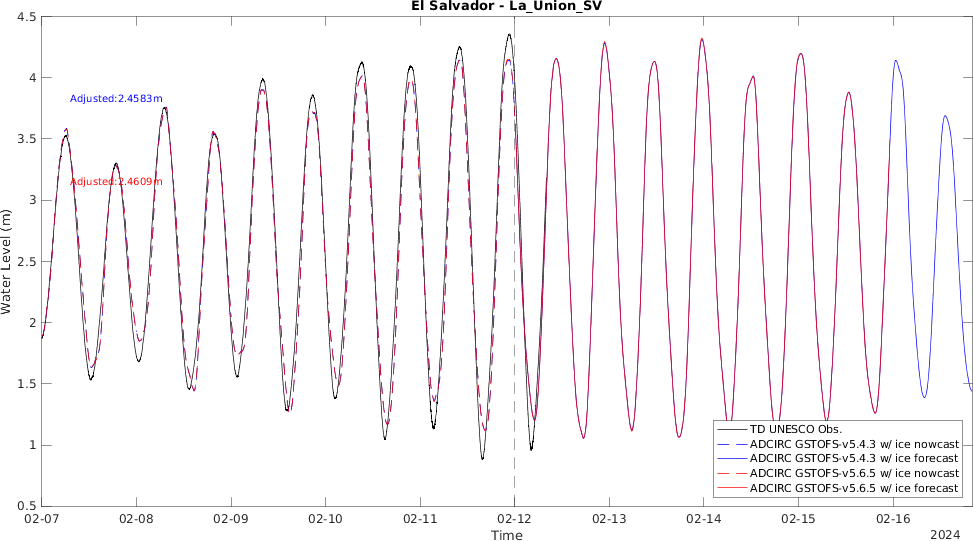 El Salvador - La_Union_SV
4.5
4
3.5
3
2.5
2
1.5
1
0.5
Water Level (m)
Adjusted:2.4583m
Adjusted:2.4609m
TD UNESCO Obs.
ADCIRC GSTOFS-v5.4.3 w/ ice nowcast
ADCIRC GSTOFS-v5.4.3 w/ ice forecast
ADCIRC GSTOFS-v5.6.5 w/ ice nowcast
ADCIRC GSTOFS-v5.6.5 w/ ice forecast
02-07 02-08 02-09 02-10 02-11 02-12 02-13 02-14 02-15 02-16
Time
2024